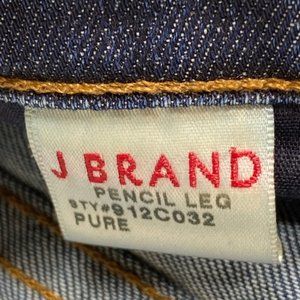 J BRAND
PENCIL LEG
STY#912C032
PURE